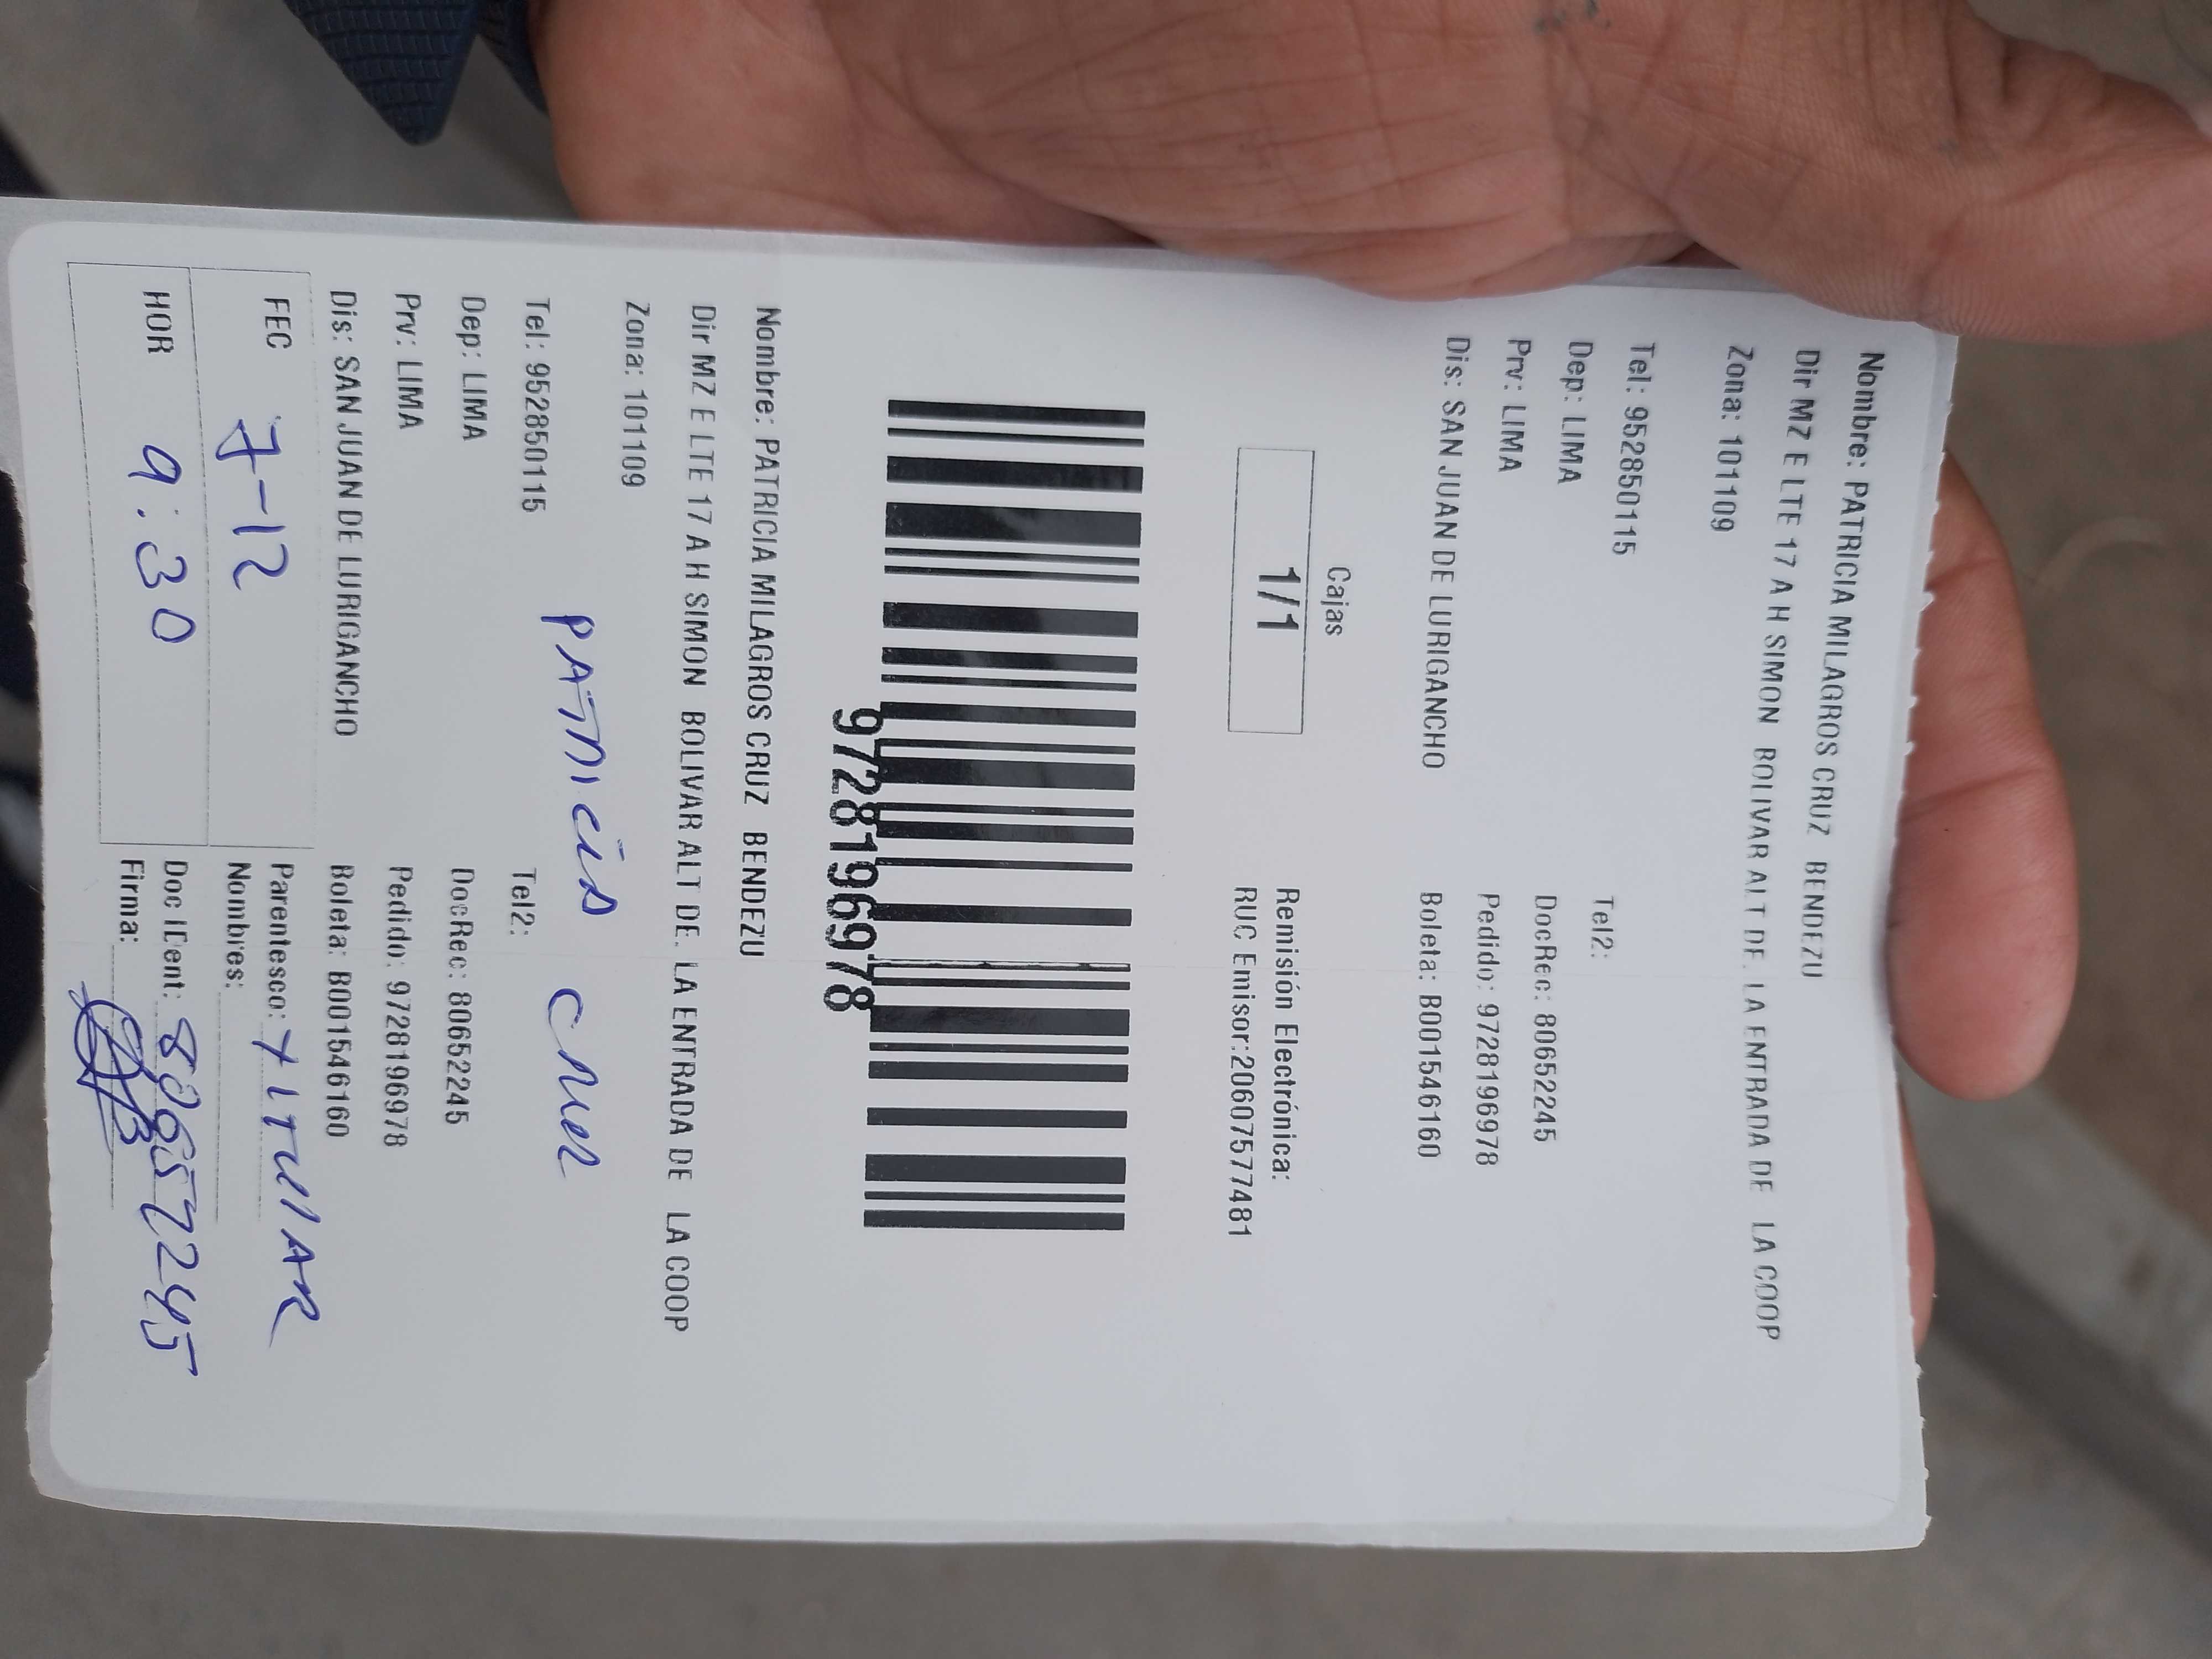 Nombre: PATRICIA MILAGROS CRUZ BENDEZU
Dir MZ E LTE 17 A H SIMON BOLIVAR ALT DE. LA ENTRADA DE LA COOP
Zona: 101109
Tel: 952850115 Tel2:
Dep: LIMA DocRec: 80652245
Prv: LIMA Pedido: 9728196978
Dis: SAN JUAN DE LURIGANCHO Boleta: B001546160
Cajas
1/1
Remisión Electrónica:
RUC Emisor:20607577481
9728196978
Nombre: PATRICIA MILAGROS CRUZ BENDEZU
Dir MZ E LTE 17 A H SIMON BOLIVAR ALT DE. LA ENTRADA DE LA COOP
Zona: 101109
PATRICIA CRUZ
Tel: 952850115 Tel2:
Dep: LIMA DocRec: 80652245
Prv: LIMA Pedido: 9728196978
Dis: SAN JUAN DE LURIGANCHO Boleta: B001546160
FEC 7-12 Parentesco: TITULAR
Nombres:
HOR 9:30 Doc IDent: 80652245
Firma: